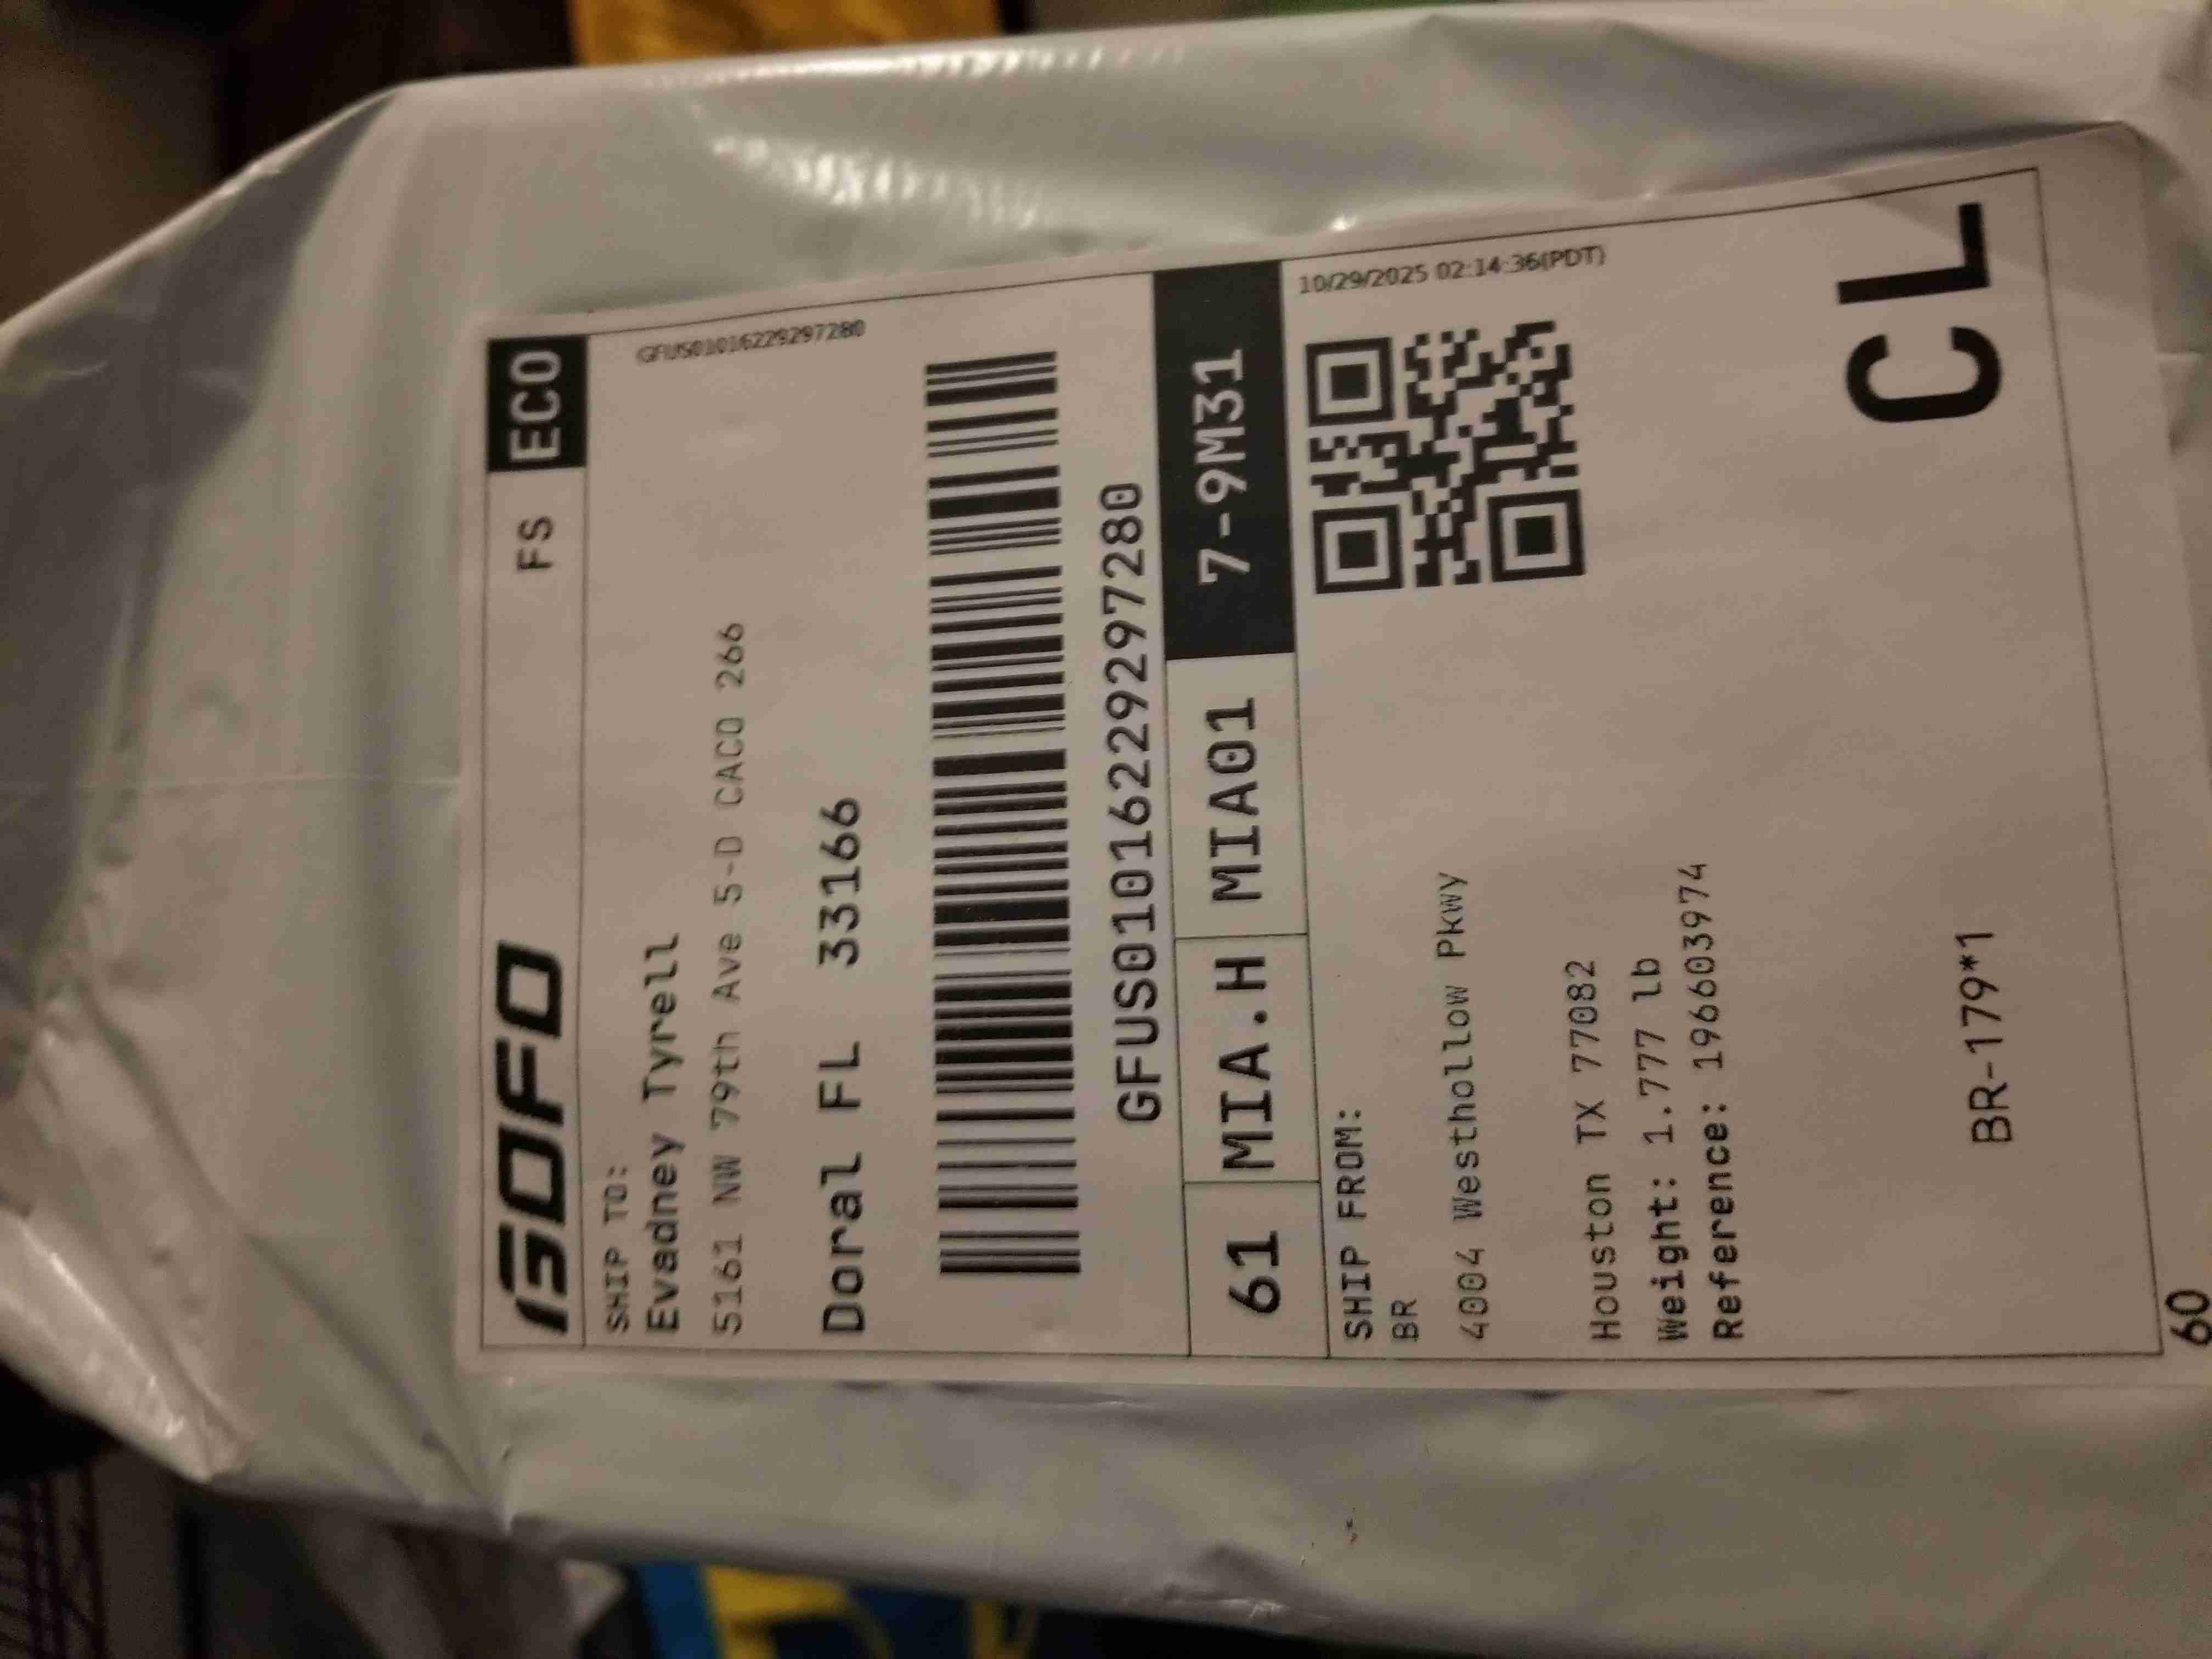 GOFO FS ECO
SHIP TO:
GFUS01016229297280
Evadney Tyrell
5161 NW 79th Ave 5-D CACO 266
Doral FL 33166
GFUS01016229297280
61 MIA.H MIA01 7-9M31
SHIP FROM:
10/29/2025 02:14:36(PDT)
BR
4004 Westhollow Pkwy
Houston TX 77082
Weight: 1.777 lb
Reference: 1966603974
BR-179*1
CL
60